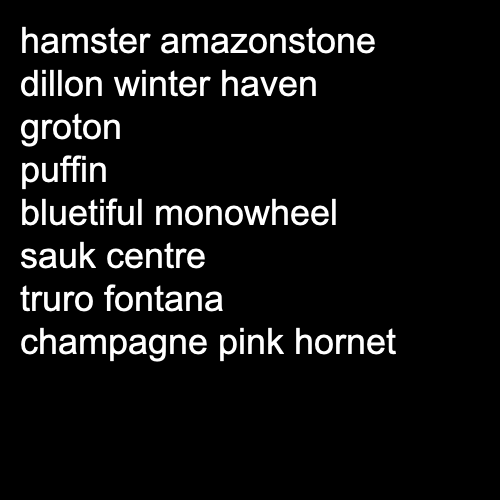 hamster amazonstone
dillon winter haven
groton
puffin
bluetiful monowheel
sauk centre
truro fontana
champagne pink hornet